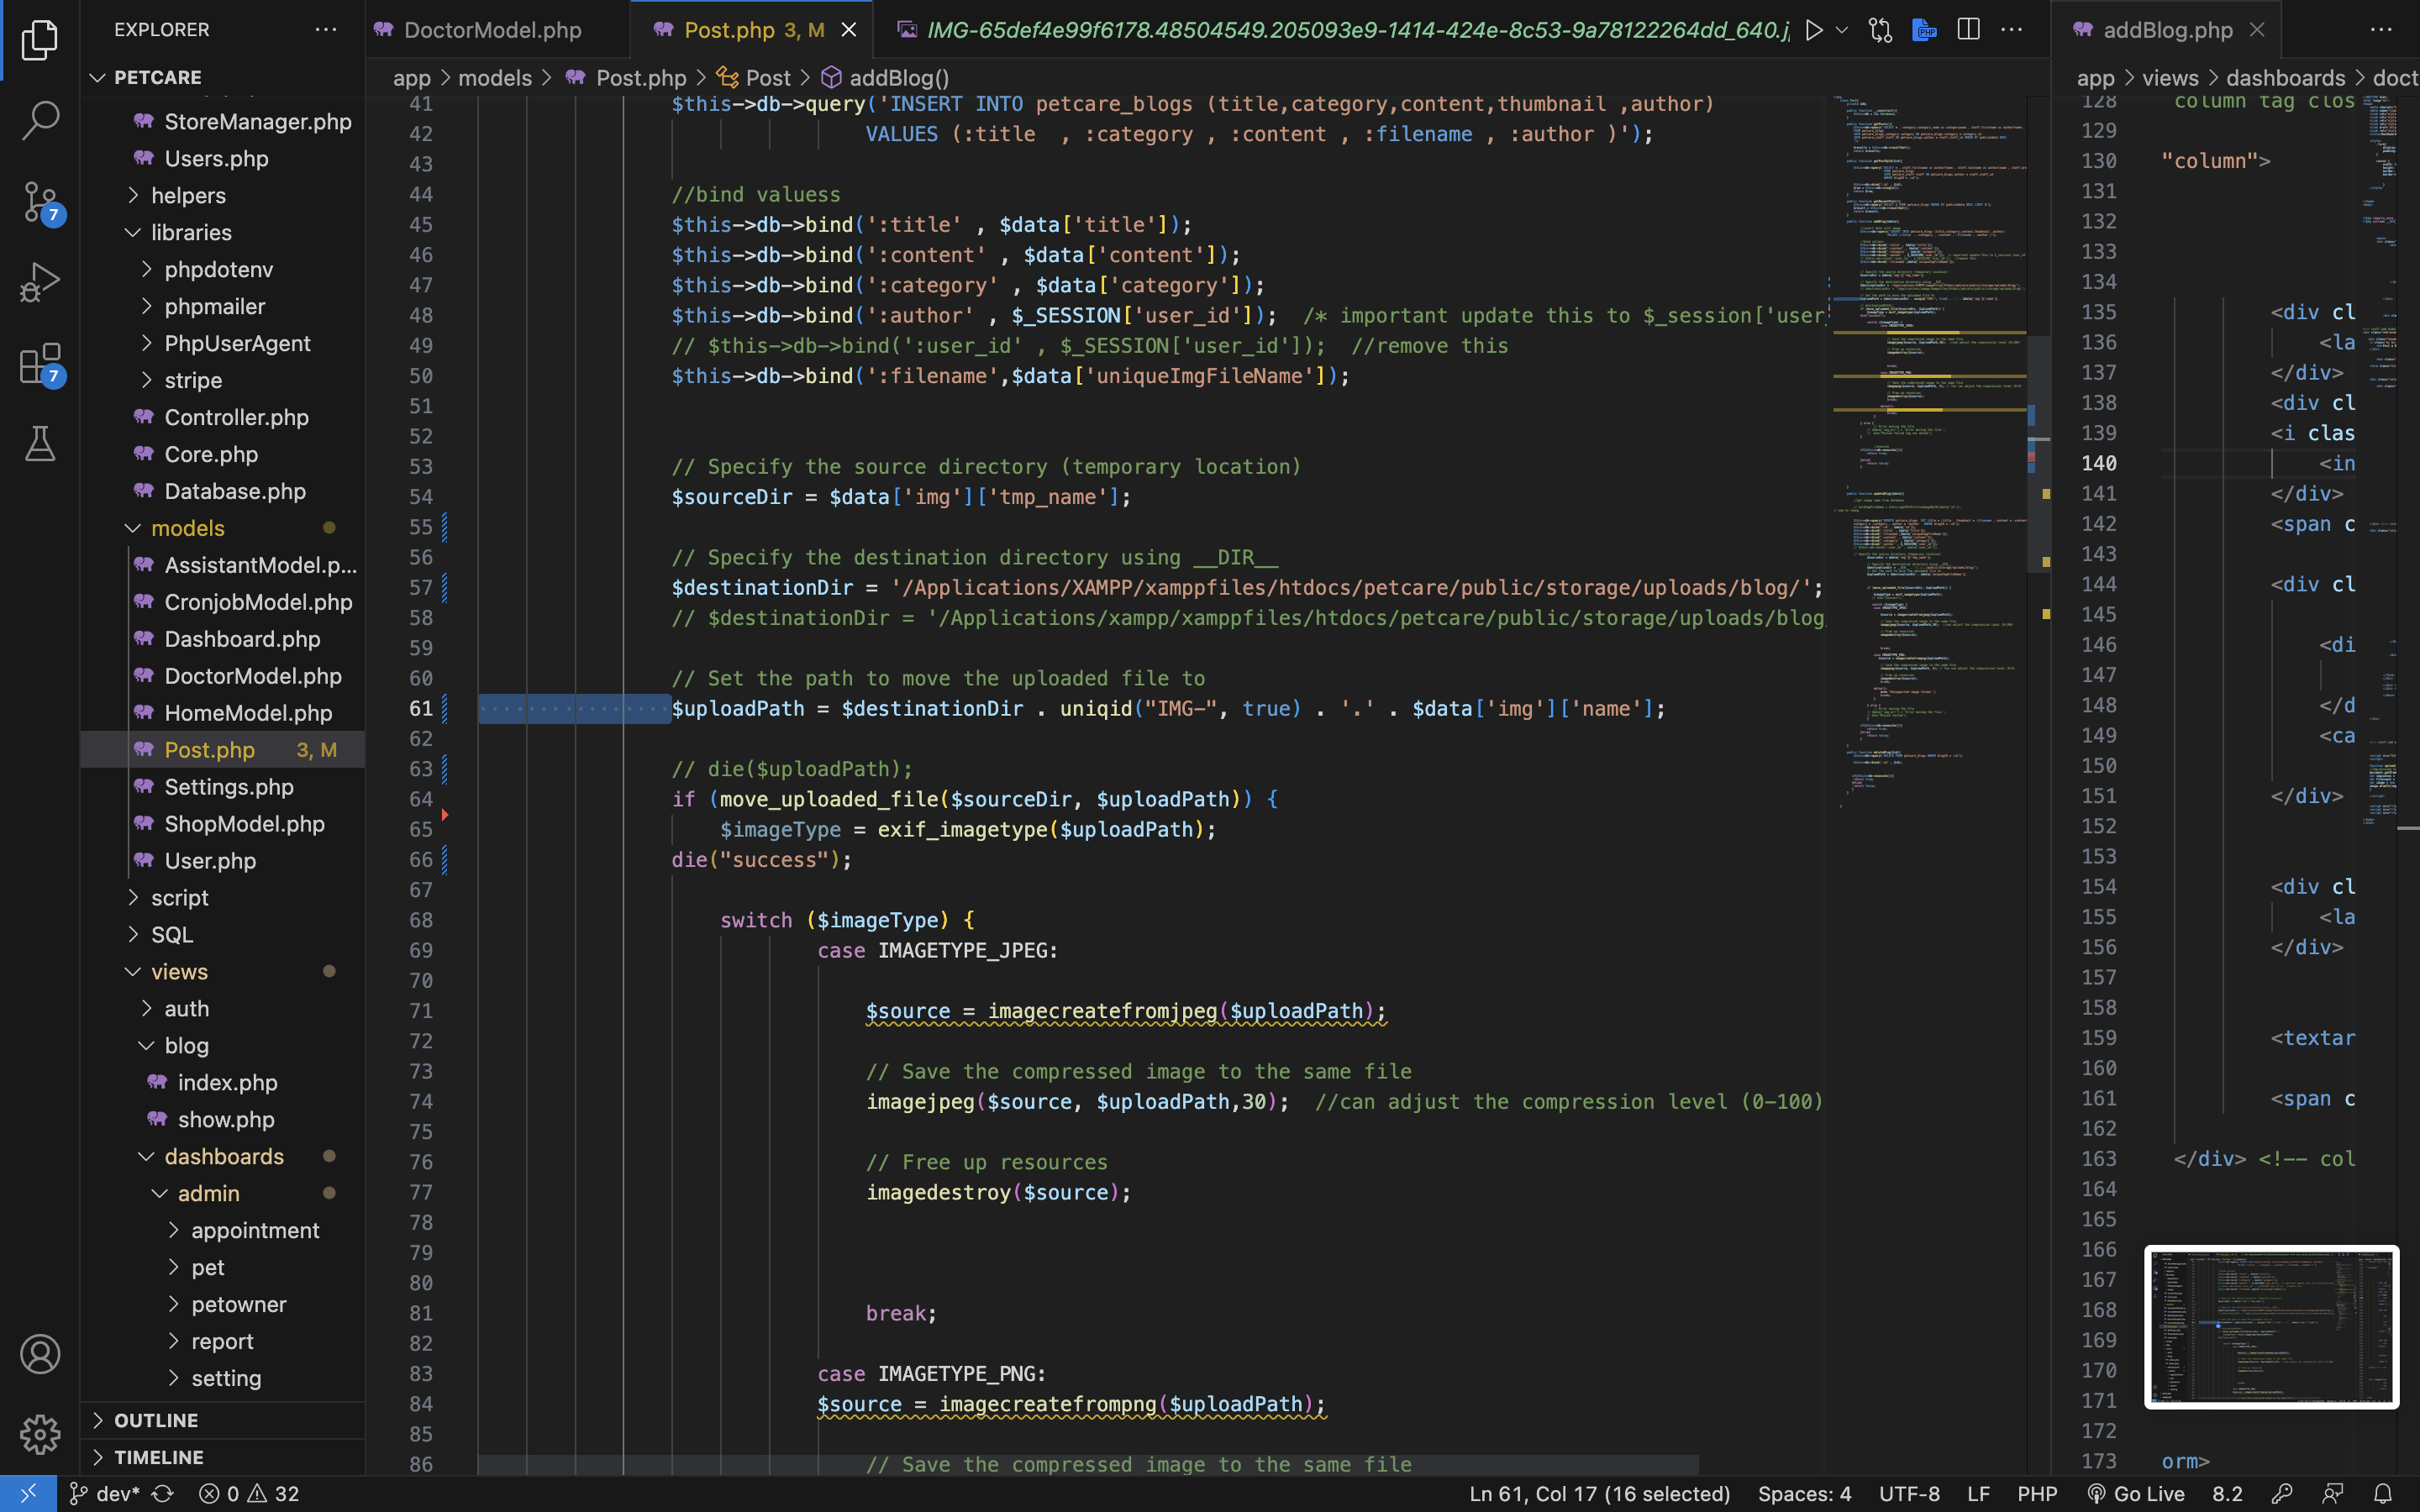 EXPLORER
DoctorModel.php
Post.php 3, M
IMG-65def4e99f6178.48504549.205093e9-1414-424e-8c53-9a78122264dd_640.j
addBlog.php
PETCARE
app > models > Post.php > Post > addBlog()
app > views > dashboards > doct
StoreManager.php
Users.php
helpers
libraries
phpdotenv
phpmailer
PhpUserAgent
stripe
Controller.php
Core.php
Database.php
models
AssistantModel.p...
CronjobModel.php
Dashboard.php
DoctorModel.php
HomeModel.php
Post.php 3, M
Settings.php
ShopModel.php
User.php
script
SQL
views
auth
blog
index.php
show.php
dashboards
admin
appointment
pet
petowner
report
setting
OUTLINE
TIMELINE
7
7
41 $this->db->query('INSERT INTO petcare_blogs (title,category,content,thumbnail ,author)
42 VALUES (:title  , :category , :content , :filename , :author )');
43
44 //bind valuess
45 $this->db->bind(':title' , $data['title']);
46 $this->db->bind(':content' , $data['content']);
47 $this->db->bind(':category' , $data['category']);
48 $this->db->bind(':author' , $_SESSION['user_id']);  /* important update this to $_session['user_
49 // $this->db->bind(':user_id' , $_SESSION['user_id']);  //remove this
50 $this->db->bind(':filename',$data['uniqueImgFileName']);
51
52
53 // Specify the source directory (temporary location)
54 $sourceDir = $data['img']['tmp_name'];
55
56 // Specify the destination directory using __DIR__
57 $destinationDir = '/Applications/XAMPP/xamppfiles/htdocs/petcare/public/storage/uploads/blog/';
58 // $destinationDir = '/Applications/xampp/xamppfiles/htdocs/petcare/public/storage/uploads/blog
59
60 // Set the path to move the uploaded file to
61 $uploadPath = $destinationDir . uniqid("IMG-", true) . '.' . $data['img']['name'];
62
63 // die($uploadPath);
64 if (move_uploaded_file($sourceDir, $uploadPath)) {
65 $imageType = exif_imagetype($uploadPath);
66 die("success");
67
68 switch ($imageType) {
69 case IMAGETYPE_JPEG:
70
71 $source = imagecreatefromjpeg($uploadPath);
72
73 // Save the compressed image to the same file
74 imagejpeg($source, $uploadPath,30);  //can adjust the compression level (0-100)
75
76 // Free up resources
77 imagedestroy($source);
78
79
80
81 break;
82
83 case IMAGETYPE_PNG:
84 $source = imagecreatefrompng($uploadPath);
85
86 // Save the compressed image to the same file
128 column tag clos
129
130 "column">
131
132
133
134
135 <div cl
136 <la
137 </div>
138 <div cl
139 <i clas
140 <in
141 </div>
142 <span c
143
144 <div cl
145
146 <di
147
148 </d
149 <ca
150
151 </div>
152
153
154 <div cl
155 <la
156 </div>
157
158
159 <textar
160
161 <span c
162
163 </div> <!-- col
164
165
166
167
168
169
170
171
172
173 orm>
dev* 0 32
Ln 61, Col 17 (16 selected) Spaces: 4 UTF-8 LF PHP Go Live 8.2